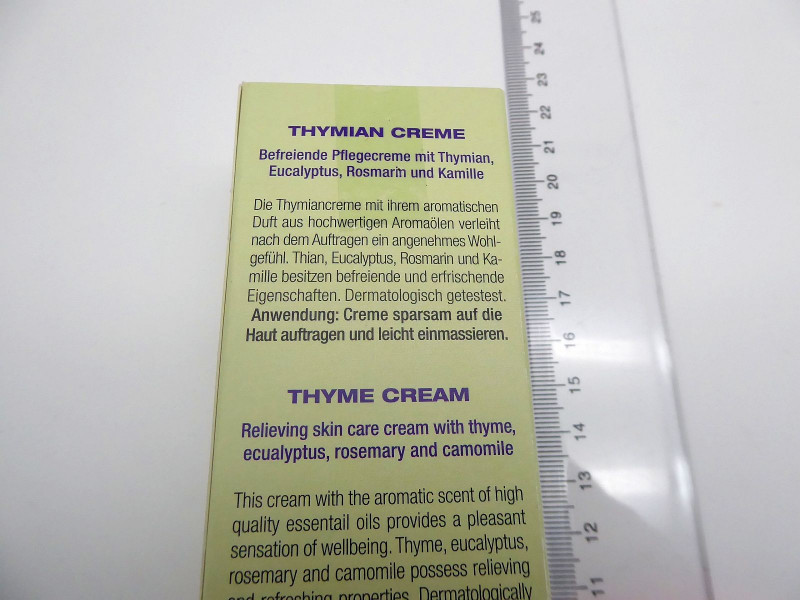 THYMIAN CREME
Befreiende Pflegecreme mit Thymian,
Eucalyptus, Rosmarin und Kamille
Die Thymiancreme mit ihrem aromatischen
Duft aus hochwertigen Aromaölen verleiht
nach dem Auftragen ein angenehmes Wohl-
gefühl. Thian, Eucalyptus, Rosmarin und Ka-
mille besitzen befreiende und erfrischende
Eigenschaften. Dermatologisch getestest.
Anwendung: Creme sparsam auf die
Haut auftragen und leicht einmassieren.
THYME CREAM
Relieving skin care cream with thyme,
ecualyptus, rosemary and camomile
This cream with the aromatic scent of high
quality essentail oils provides a pleasant
sensation of wellbeing. Thyme, eucalyptus,
rosemary and camomile possess relieving
and refreshing properties. Dermatologically
25
24
23
22
21
20
19
18
17
16
15
14
13
12
11